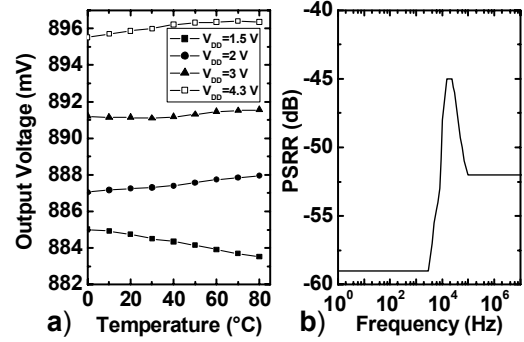 Output Voltage (mV)
898
896
894
892
890
888
886
884
882
V_DD=1.5 V
V_DD=2 V
V_DD=3 V
V_DD=4.3 V
0 20 40 60 80
a) Temperature (°C)
PSRR (dB)
-40
-45
-50
-55
-60
10^0 10^2 10^4 10^6
b) Frequency (Hz)